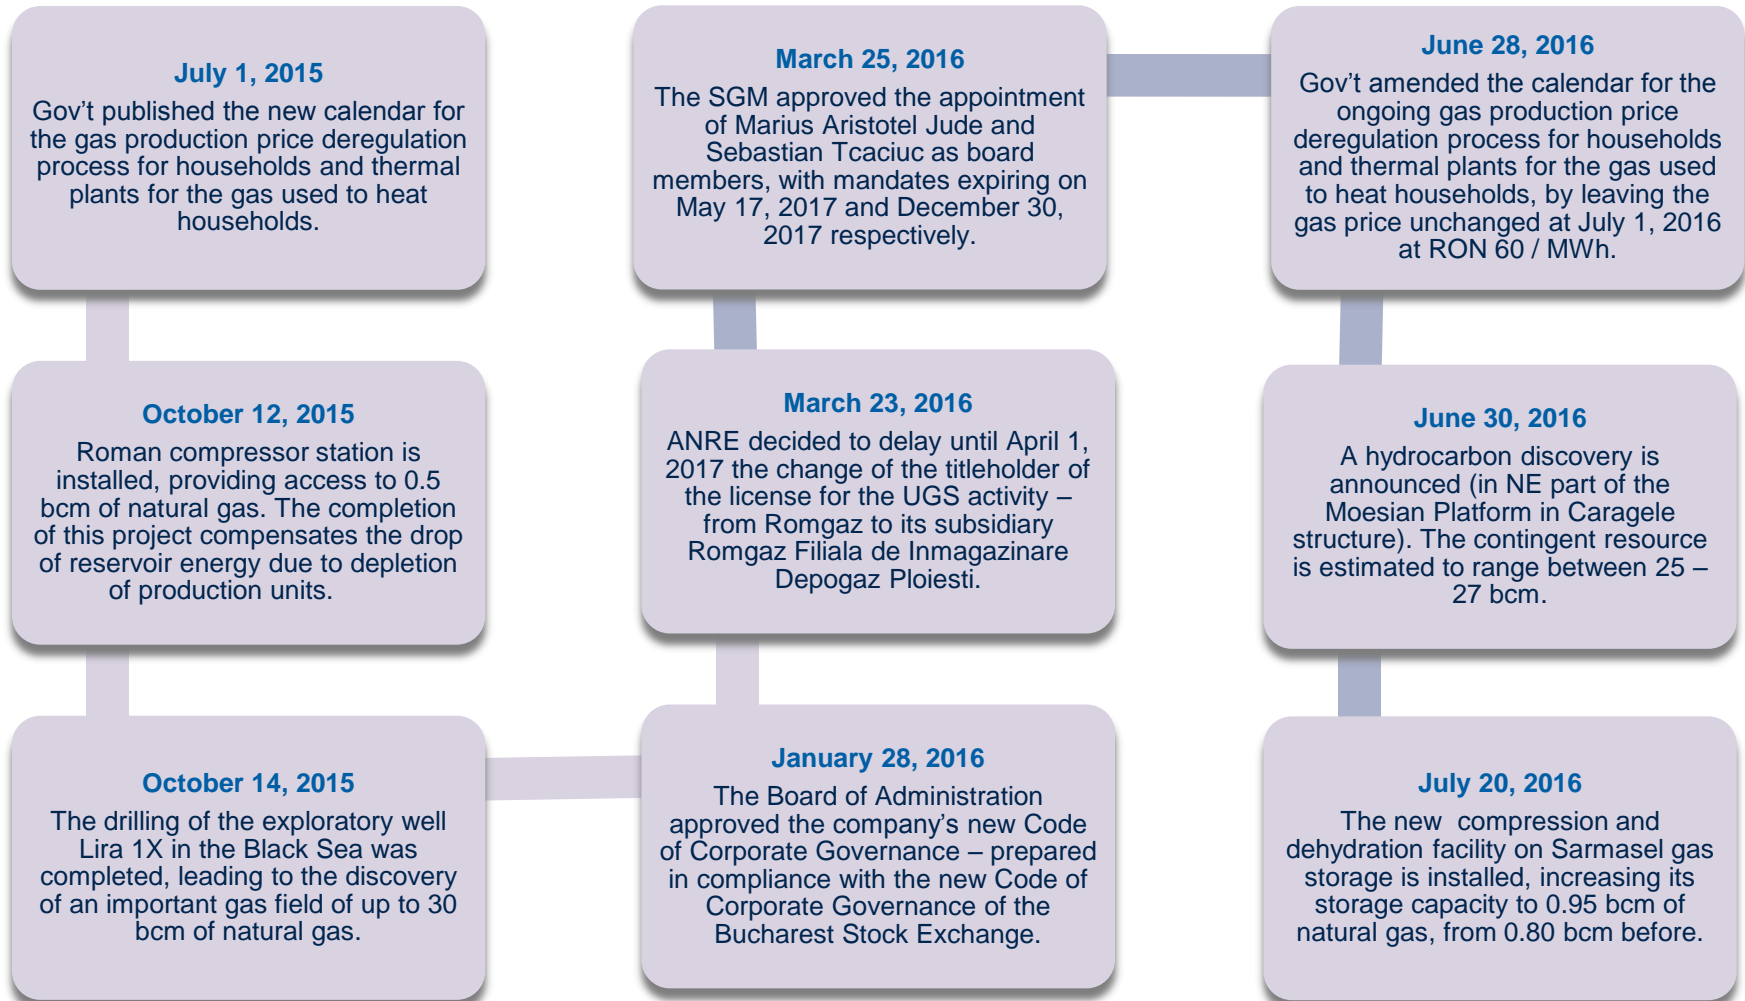 July 1, 2015
Gov’t published the new calendar for
the gas production price deregulation
process for households and thermal
plants for the gas used to heat
households.
October 12, 2015
Roman compressor station is
installed, providing access to 0.5
bcm of natural gas. The completion
of this project compensates the drop
of reservoir energy due to depletion
of production units.
October 14, 2015
The drilling of the exploratory well
Lira 1X in the Black Sea was
completed, leading to the discovery
of an important gas field of up to 30
bcm of natural gas.
January 28, 2016
The Board of Administration
approved the company’s new Code
of Corporate Governance – prepared
in compliance with the new Code of
Corporate Governance of the
Bucharest Stock Exchange.
March 23, 2016
ANRE decided to delay until April 1,
2017 the change of the titleholder of
the license for the UGS activity –
from Romgaz to its subsidiary
Romgaz Filiala de Inmagazinare
Depogaz Ploiesti.
March 25, 2016
The SGM approved the appointment
of Marius Aristotel Jude and
Sebastian Tcaciuc as board
members, with mandates expiring on
May 17, 2017 and December 30,
2017 respectively.
June 28, 2016
Gov’t amended the calendar for the
ongoing gas production price
deregulation process for households
and thermal plants for the gas used
to heat households, by leaving the
gas price unchanged at July 1, 2016
at RON 60 / MWh.
June 30, 2016
A hydrocarbon discovery is
announced (in NE part of the
Moesian Platform in Caragele
structure). The contingent resource
is estimated to range between 25 –
27 bcm.
July 20, 2016
The new compression and
dehydration facility on Sarmasel gas
storage is installed, increasing its
storage capacity to 0.95 bcm of
natural gas, from 0.80 bcm before.